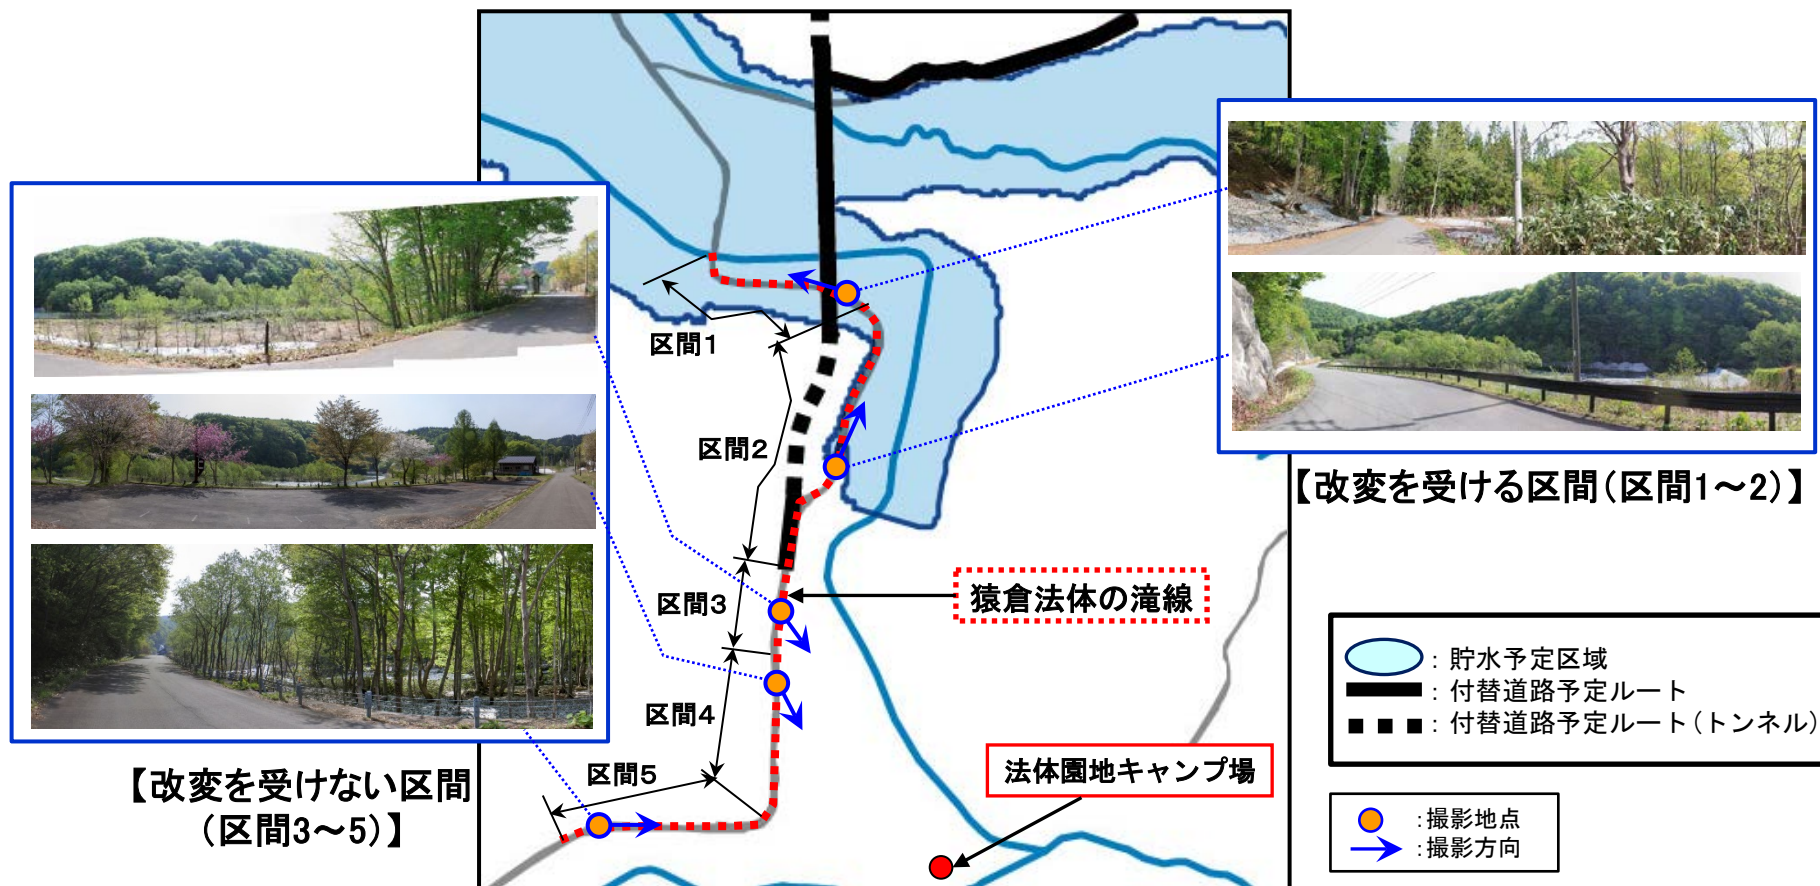 区間1
区間2
区間3
区間4
区間5
猿倉法体の滝線
法体園地キャンプ場
【改変を受ける区間(区間1～2)】
【改変を受けない区間
(区間3～5)】
:貯水予定区域
:付替道路予定ルート
:付替道路予定ルート(トンネル)
:撮影地点
:撮影方向